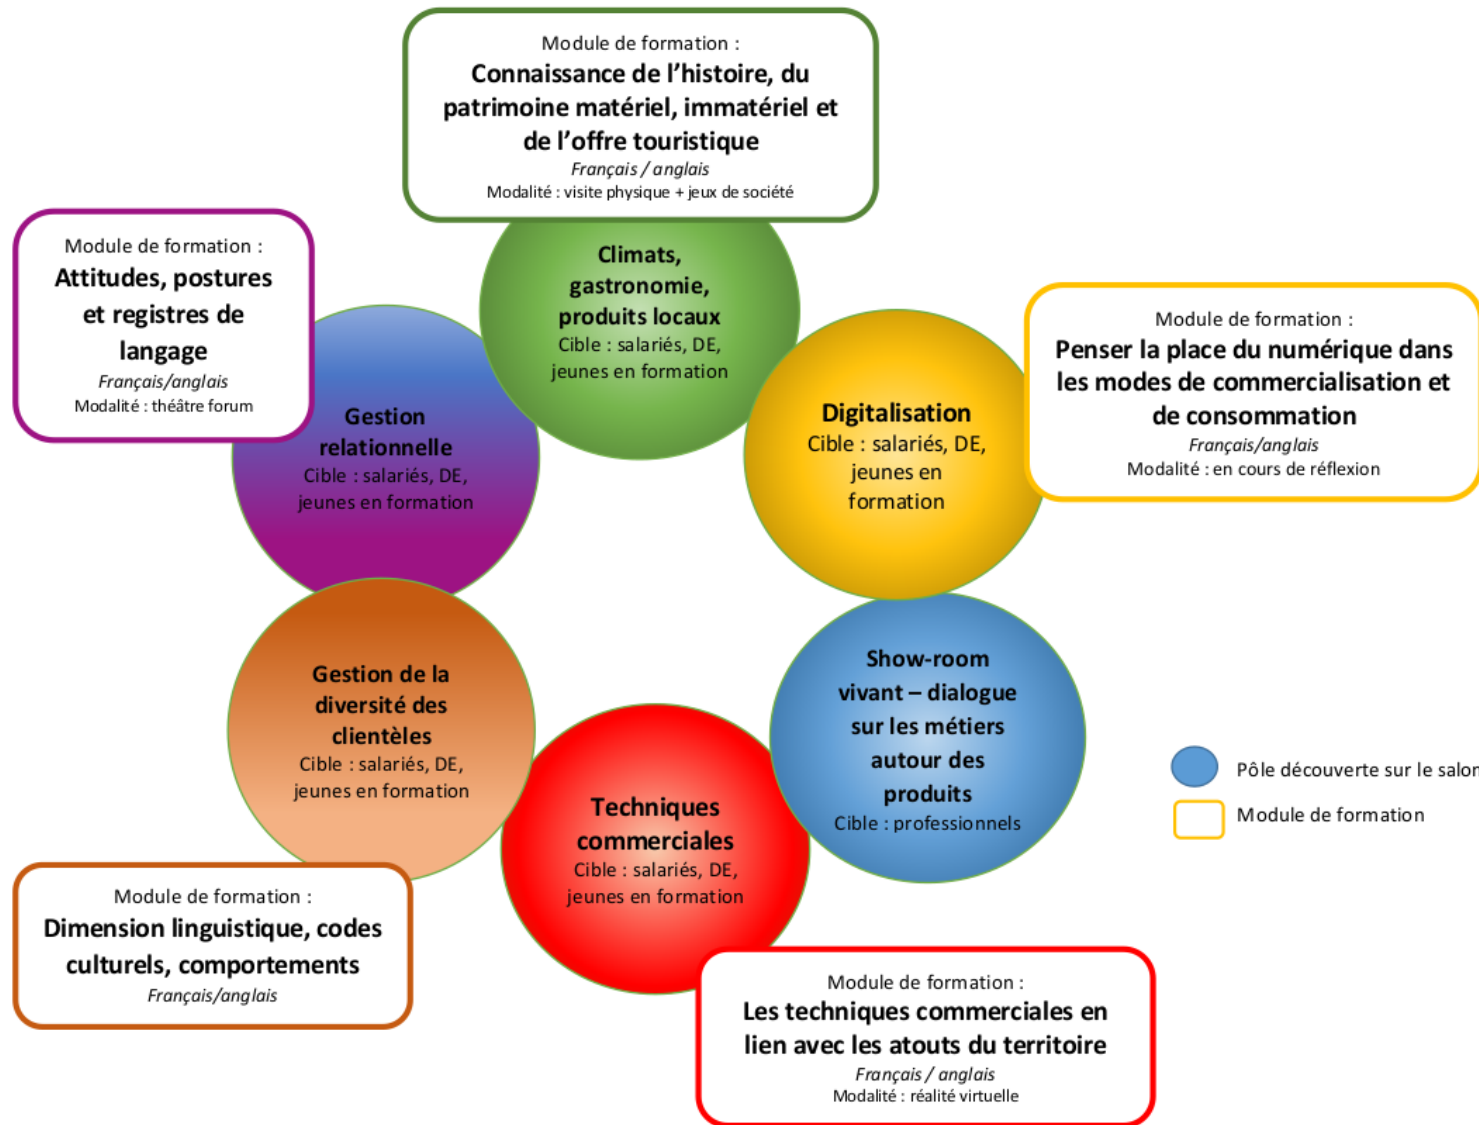 Module de formation :
Connaissance de l'histoire, du
patrimoine matériel, immatériel et
de l'offre touristique
Français / anglais
Modalité : visite physique + jeux de société
Module de formation :
Attitudes, postures
et registres de
langage
Français/anglais
Modalité : théâtre forum
Climats,
gastronomie,
produits locaux
Cible : salariés, DE,
jeunes en formation
Module de formation :
Penser la place du numérique dans
les modes de commercialisation et
de consommation
Français/anglais
Modalité : en cours de réflexion
Gestion
relationnelle
Cible : salariés, DE,
jeunes en formation
Digitalisation
Cible : salariés, DE,
jeunes en
formation
Gestion de la
diversité des
clientèles
Cible : salariés, DE,
jeunes en formation
Show-room
vivant – dialogue
sur les métiers
autour des
produits
Cible : professionnels
Techniques
commerciales
Cible : salariés, DE,
jeunes en formation
Pôle découverte sur le salon
Module de formation
Module de formation :
Dimension linguistique, codes
culturels, comportements
Français/anglais
Module de formation :
Les techniques commerciales en
lien avec les atouts du territoire
Français / anglais
Modalité : réalité virtuelle